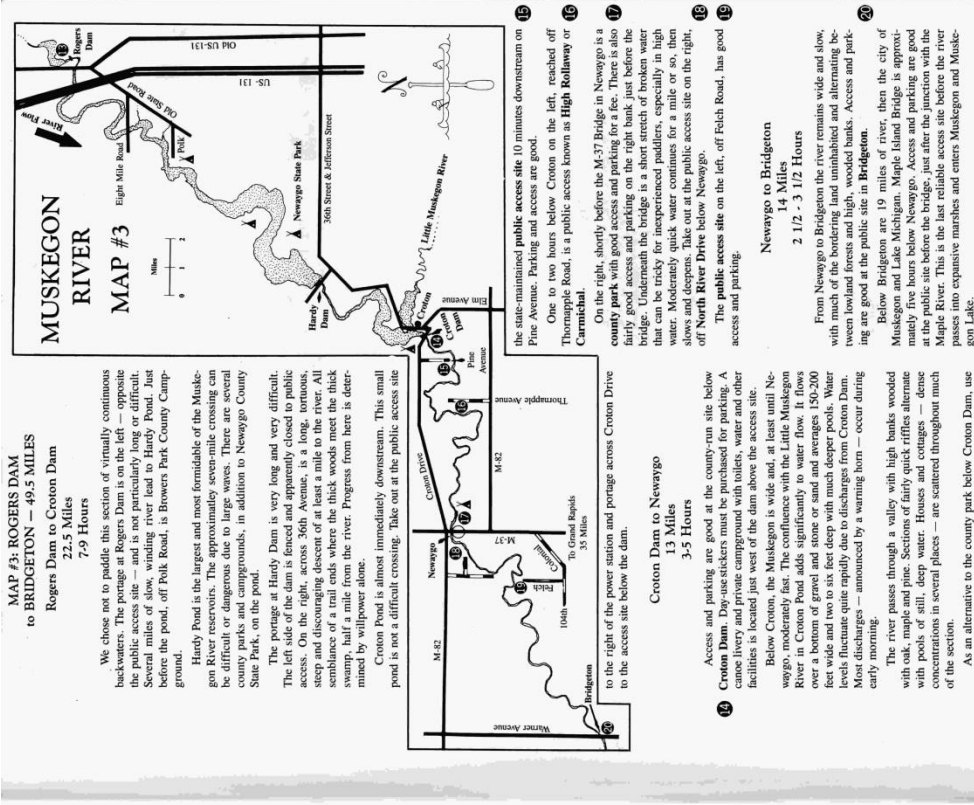 MAP #3: ROGERS DAM
to BRIDGETON — 49.5 MILES
Rogers Dam to Croton Dam
22.5 Miles
7-9 Hours
We chose not to paddle this section of virtually continuous
backwaters. The portage at Rogers Dam is on the left — opposite
the public access site — and is not particularly long or difficult.
Several miles of slow, winding river lead to Hardy Pond. Just
before the pond, off Polk Road, is Browers Park County Camp-
ground.
Hardy Pond is the largest and most formidable of the Muske-
gon River reservoirs. The approximatley seven-mile crossing can
be difficult or dangerous due to large waves. There are several
county parks and campgrounds, in addition to Newaygo County
State Park, on the pond.
The portage at Hardy Dam is very long and very difficult.
The left side of the dam is fenced and apparently closed to public
access. On the right, across 36th Avenue, is a long, tortuous,
steep and discouraging descent of at least a mile to the river. All
semblance of a trail ends where the thick woods meet the thick
swamp, half a mile from the river. Progress from here is deter-
mined by willpower alone.
Croton Pond is almost immediately downstream. This small
pond is not a difficult crossing. Take out at the public access site
to the right of the power station and portage across Croton Drive
to the access site below the dam.
Croton Dam to Newaygo
13 Miles
3-5 Hours
14 Access and parking are good at the county-run site below
Croton Dam. Day-use stickers must be purchased for parking. A
canoe livery and private campground with toilets, water and other
facilities is located just west of the dam above the access site.
Below Croton, the Muskegon is wide and, at least until Ne-
waygo, moderately fast. The confluence with the Little Muskegon
River in Croton Pond adds significantly to water flow. It flows
over a bottom of gravel and stone or sand and averages 150-200
feet wide and two to six feet deep with much deeper pools. Water
levels fluctuate quite rapidly due to discharges from Croton Dam.
Most discharges — announced by a warning horn — occur during
early morning.
The river passes through a valley with high banks wooded
with oak, maple and pine. Sections of fairly quick riffles alternate
with pools of still, deep water. Houses and cottages — dense
concentrations in several places — are scattered throughout much
of the section.
As an alternative to the county park below Croton Dam, use
MUSKEGON
RIVER
MAP #3
Miles
0 1 2
River Flow
13
Rogers
Dam
Old US-131
US-131
Old State Road
Eight Mile Road
Polk
Newaygo State Park
36th Street & Jefferson Street
N
Hardy
Dam
Little Muskegon River
Croton
Croton
Dam
14
Elm Avenue
15
Pine
Avenue
16
Thornapple Avenue
Croton Drive
M-82
17
Newaygo
18
M-37
M-82
Colonial
To Grand Rapids
35 Miles
19
Felch
104th
Bridgeton
Warner Avenue
20
the state-maintained public access site 10 minutes downstream on 15
Pine Avenue. Parking and access are good.
One to two hours below Croton on the left, reached off 16
Thornapple Road, is a public access known as High Rollaway or
Carmichal.
On the right, shortly before the M-37 Bridge in Newaygo is a 17
county park with good access and parking for a fee. There is also
fairly good access and parking on the right bank just before the
bridge. Underneath the bridge is a short stretch of broken water
that can be tricky for inexperienced paddlers, especially in high
water. Moderately quick water continues for a mile or so, then
slows and deepens. Take out at the public access site on the right, 18
off of North River Drive below Newaygo.
The public access site on the left, off Felch Road, has good 19
access and parking.
Newaygo to Bridgeton
14 Miles
2 1/2 - 3 1/2 Hours
From Newaygo to Bridgeton the river remains wide and slow,
with much of the bordering land uninhabited and alternating be-
tween lowland forests and high, wooded banks. Access and park-
ing are good at the public site in Bridgeton. 20
Below Bridgeton are 19 miles of river, then the city of
Muskegon and Lake Michigan. Maple Island Bridge is approxi-
mately five hours below Newaygo. Access and parking are good
at the public site before the bridge, just after the junction with the
Maple River. This is the last reliable access site before the river
passes into expansive marshes and enters Muskegon and Muske-
gon Lake.